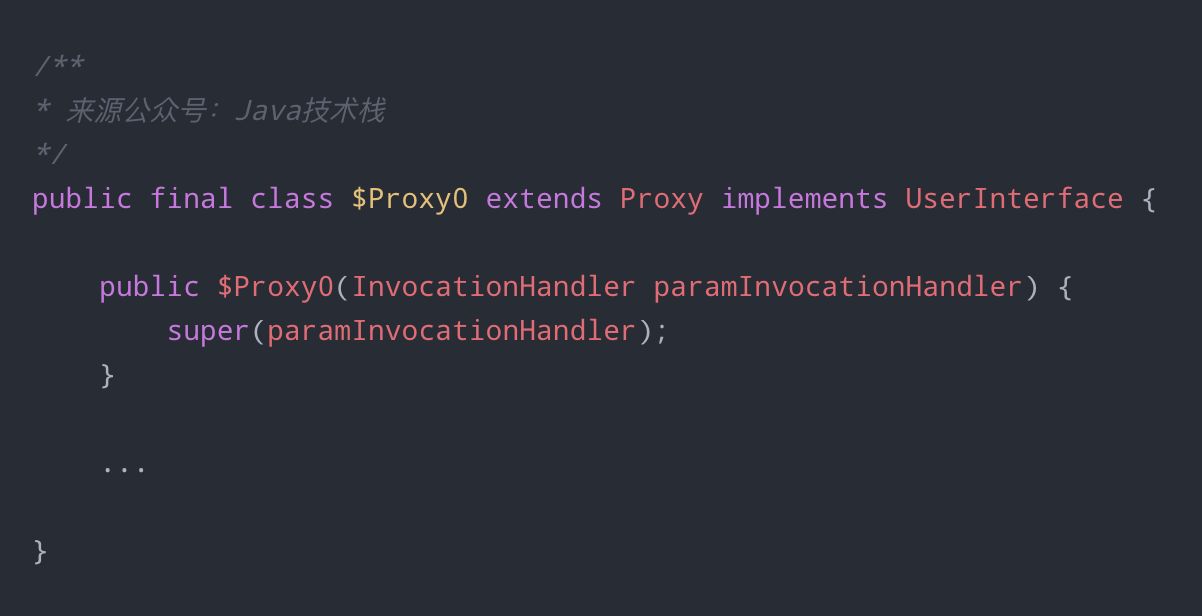 /**
* 来源公众号：Java技术栈
*/
public final class $Proxy0 extends Proxy implements UserInterface {
public $Proxy0(InvocationHandler paramInvocationHandler) {
super(paramInvocationHandler);
}
...
}